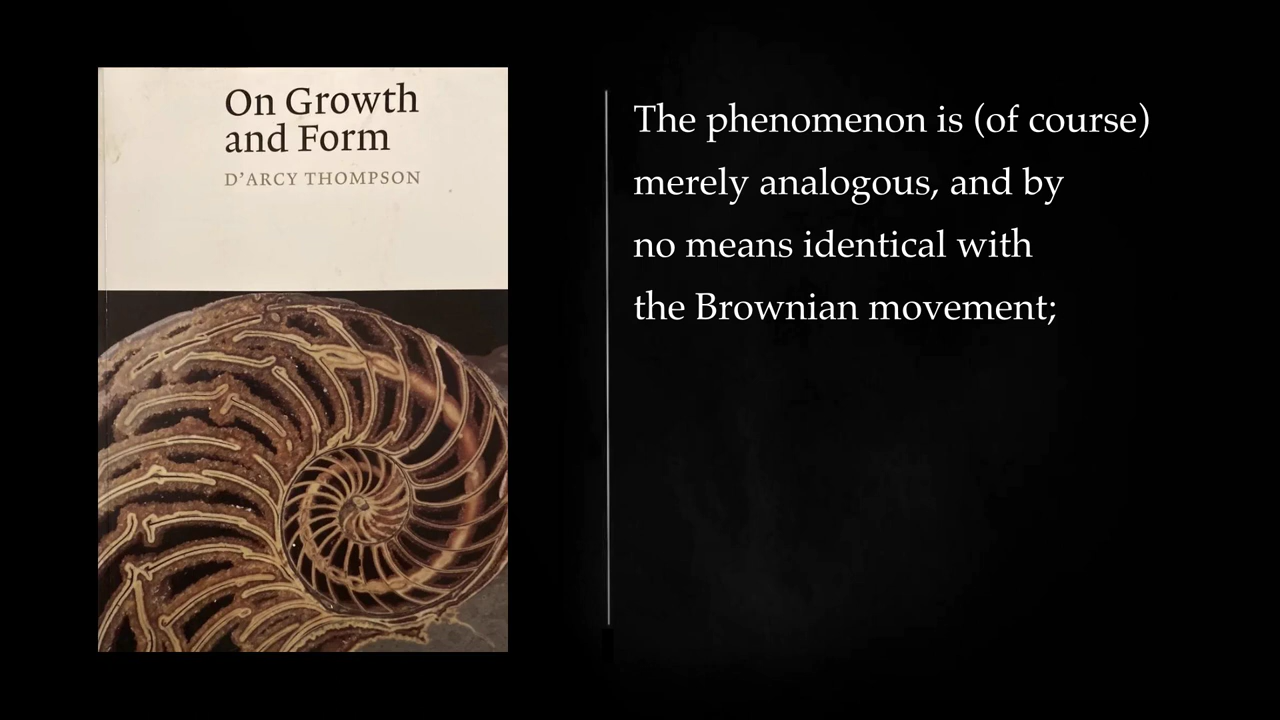 On Growth
and Form
D'ARCY THOMPSON
The phenomenon is (of course)
merely analogous, and by
no means identical with
the Brownian movement;